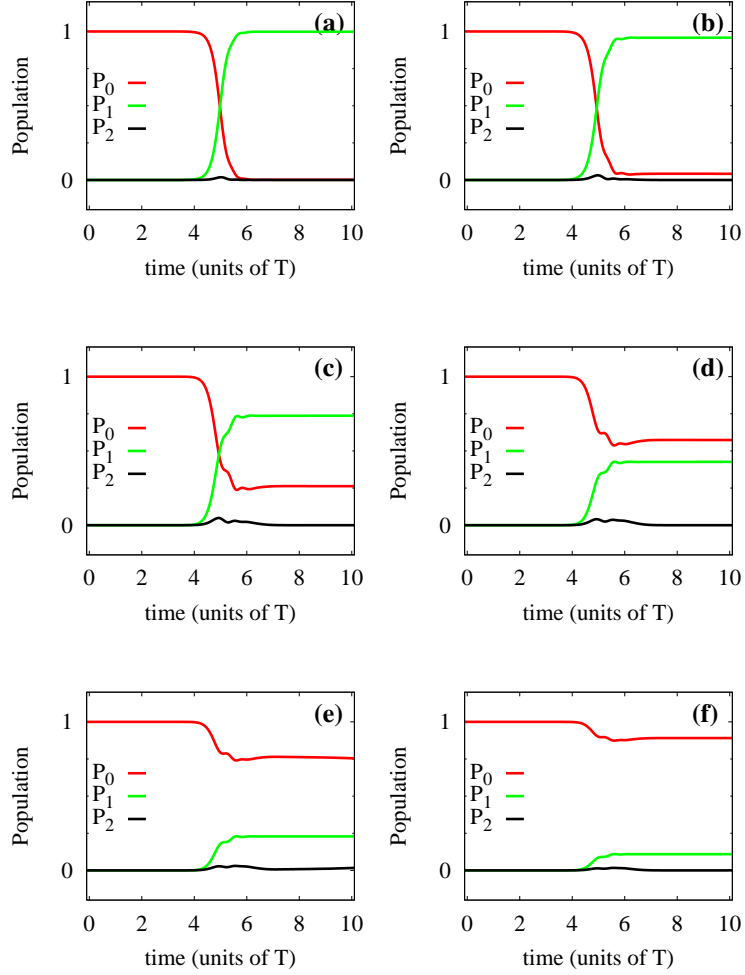 (a)
1
0
Population
P0
P1
P2
0 2 4 6 8 10
time (units of T)
(b)
1
0
Population
P0
P1
P2
0 2 4 6 8 10
time (units of T)
(c)
1
0
Population
P0
P1
P2
0 2 4 6 8 10
time (units of T)
(d)
1
0
Population
P0
P1
P2
0 2 4 6 8 10
time (units of T)
(e)
1
0
Population
P0
P1
P2
0 2 4 6 8 10
time (units of T)
(f)
1
0
Population
P0
P1
P2
0 2 4 6 8 10
time (units of T)